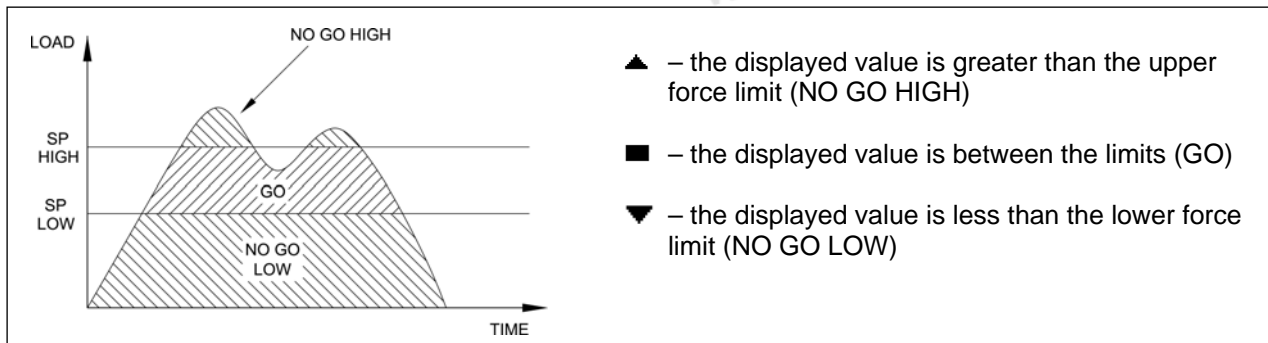 NO GO HIGH
LOAD
SP
HIGH
GO
SP
LOW
NO GO
LOW
TIME
▲ – the displayed value is greater than the upper
force limit (NO GO HIGH)
■ – the displayed value is between the limits (GO)
▼ – the displayed value is less than the lower force
limit (NO GO LOW)